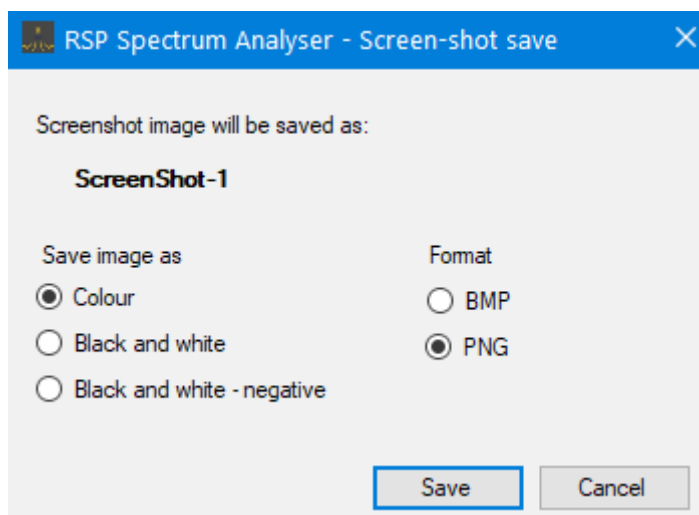 RSP Spectrum Analyser - Screen-shot save
Screenshot image will be saved as:
ScreenShot-1
Save image as
Colour
Black and white
Black and white - negative
Format
BMP
PNG
Save
Cancel